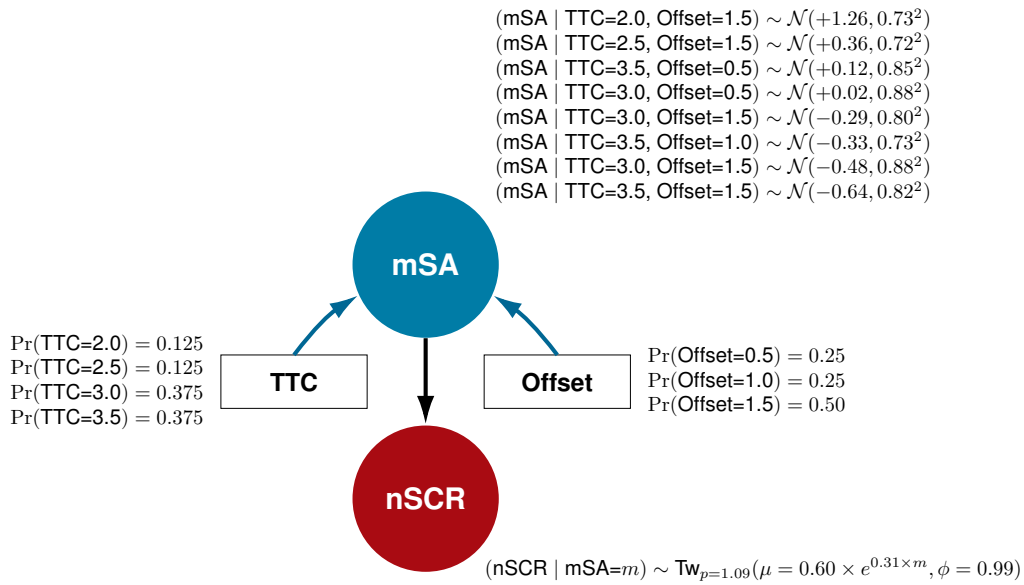 (mSA | TTC=2.0, Offset=1.5) ∼ 𝒩(+1.26, 0.73²)
(mSA | TTC=2.5, Offset=1.5) ∼ 𝒩(+0.36, 0.72²)
(mSA | TTC=3.5, Offset=0.5) ∼ 𝒩(+0.12, 0.85²)
(mSA | TTC=3.0, Offset=0.5) ∼ 𝒩(+0.02, 0.88²)
(mSA | TTC=3.0, Offset=1.5) ∼ 𝒩(−0.29, 0.80²)
(mSA | TTC=3.5, Offset=1.0) ∼ 𝒩(−0.33, 0.73²)
(mSA | TTC=3.0, Offset=1.5) ∼ 𝒩(−0.48, 0.88²)
(mSA | TTC=3.5, Offset=1.5) ∼ 𝒩(−0.64, 0.82²)
mSA
Pr(TTC=2.0) = 0.125
Pr(TTC=2.5) = 0.125
Pr(TTC=3.0) = 0.375
Pr(TTC=3.5) = 0.375
TTC
Offset
Pr(Offset=0.5) = 0.25
Pr(Offset=1.0) = 0.25
Pr(Offset=1.5) = 0.50
nSCR
(nSCR | mSA=m) ∼ Tw_{p=1.09}(μ = 0.60 × e^{0.31×m}, ϕ = 0.99)